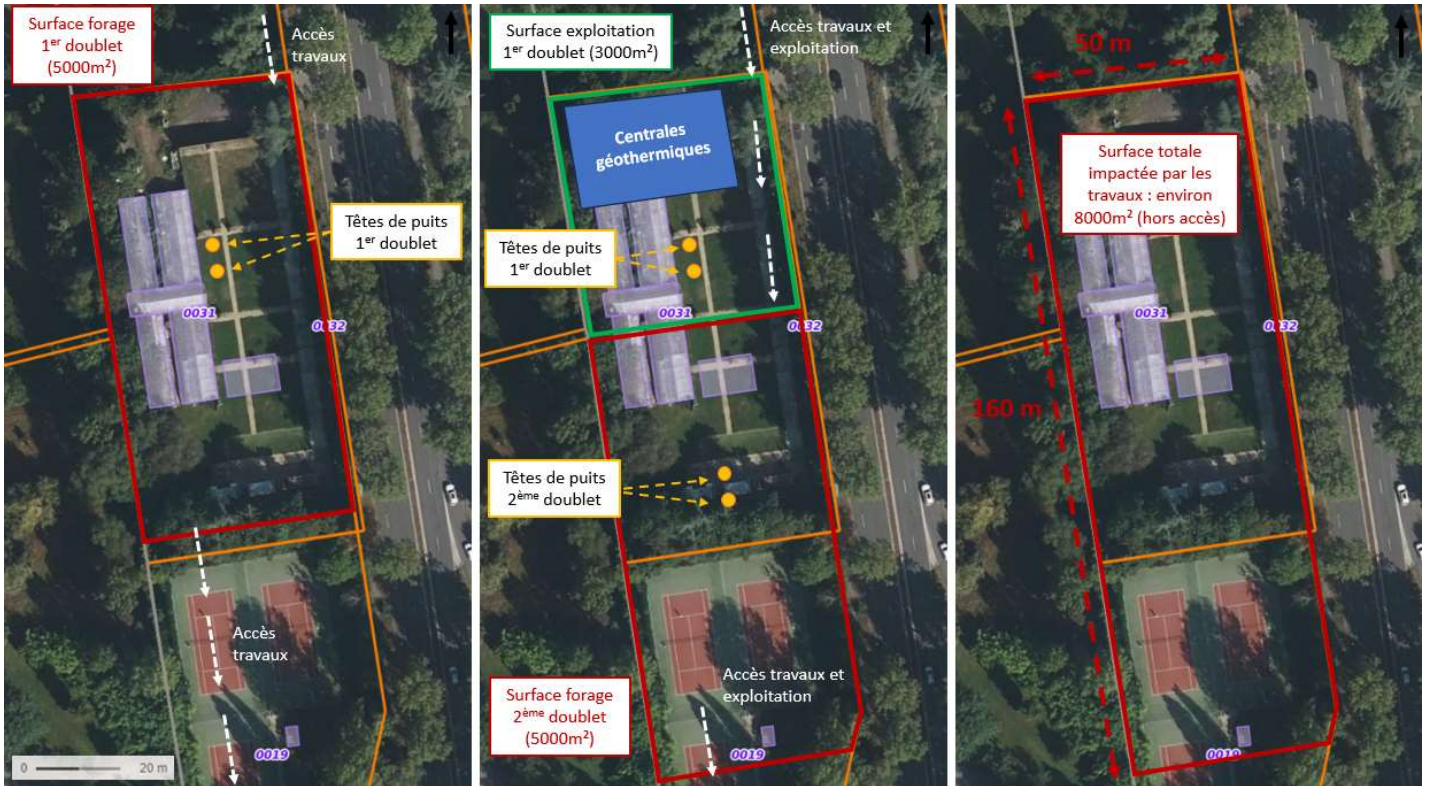 Surface forage
1er doublet
(5000m²)
Accès
travaux
Têtes de puits
1er doublet
0031
0032
Accès
travaux
0019
0
20 m
Surface exploitation
1er doublet (3000m²)
Accès travaux et
exploitation
Centrales
géothermiques
Têtes de puits
1er doublet
0031
0032
Têtes de puits
2ème doublet
Accès travaux et
exploitation
Surface forage
2ème doublet
(5000m²)
0019
50 m
Surface totale
impactée par les
travaux : environ
8000m² (hors accès)
0031
0032
160 m
0019